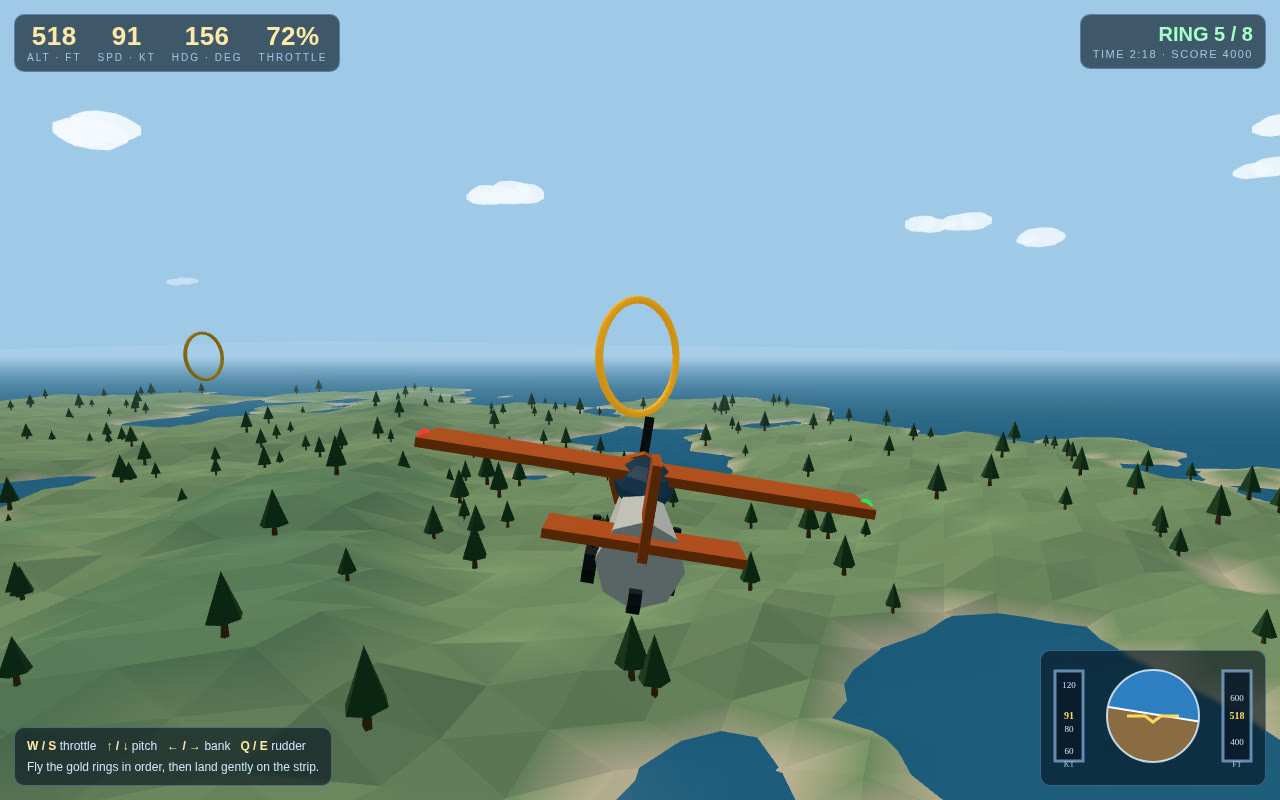 518 91 156 72%
ALT · FT SPD · KT HDG · DEG THROTTLE
RING 5 / 8
TIME 2:18 · SCORE 4000
W / S throttle ↑ / ↓ pitch ← / → bank Q / E rudder
Fly the gold rings in order, then land gently on the strip.
120
91
80
60
KT
600
518
400
FT